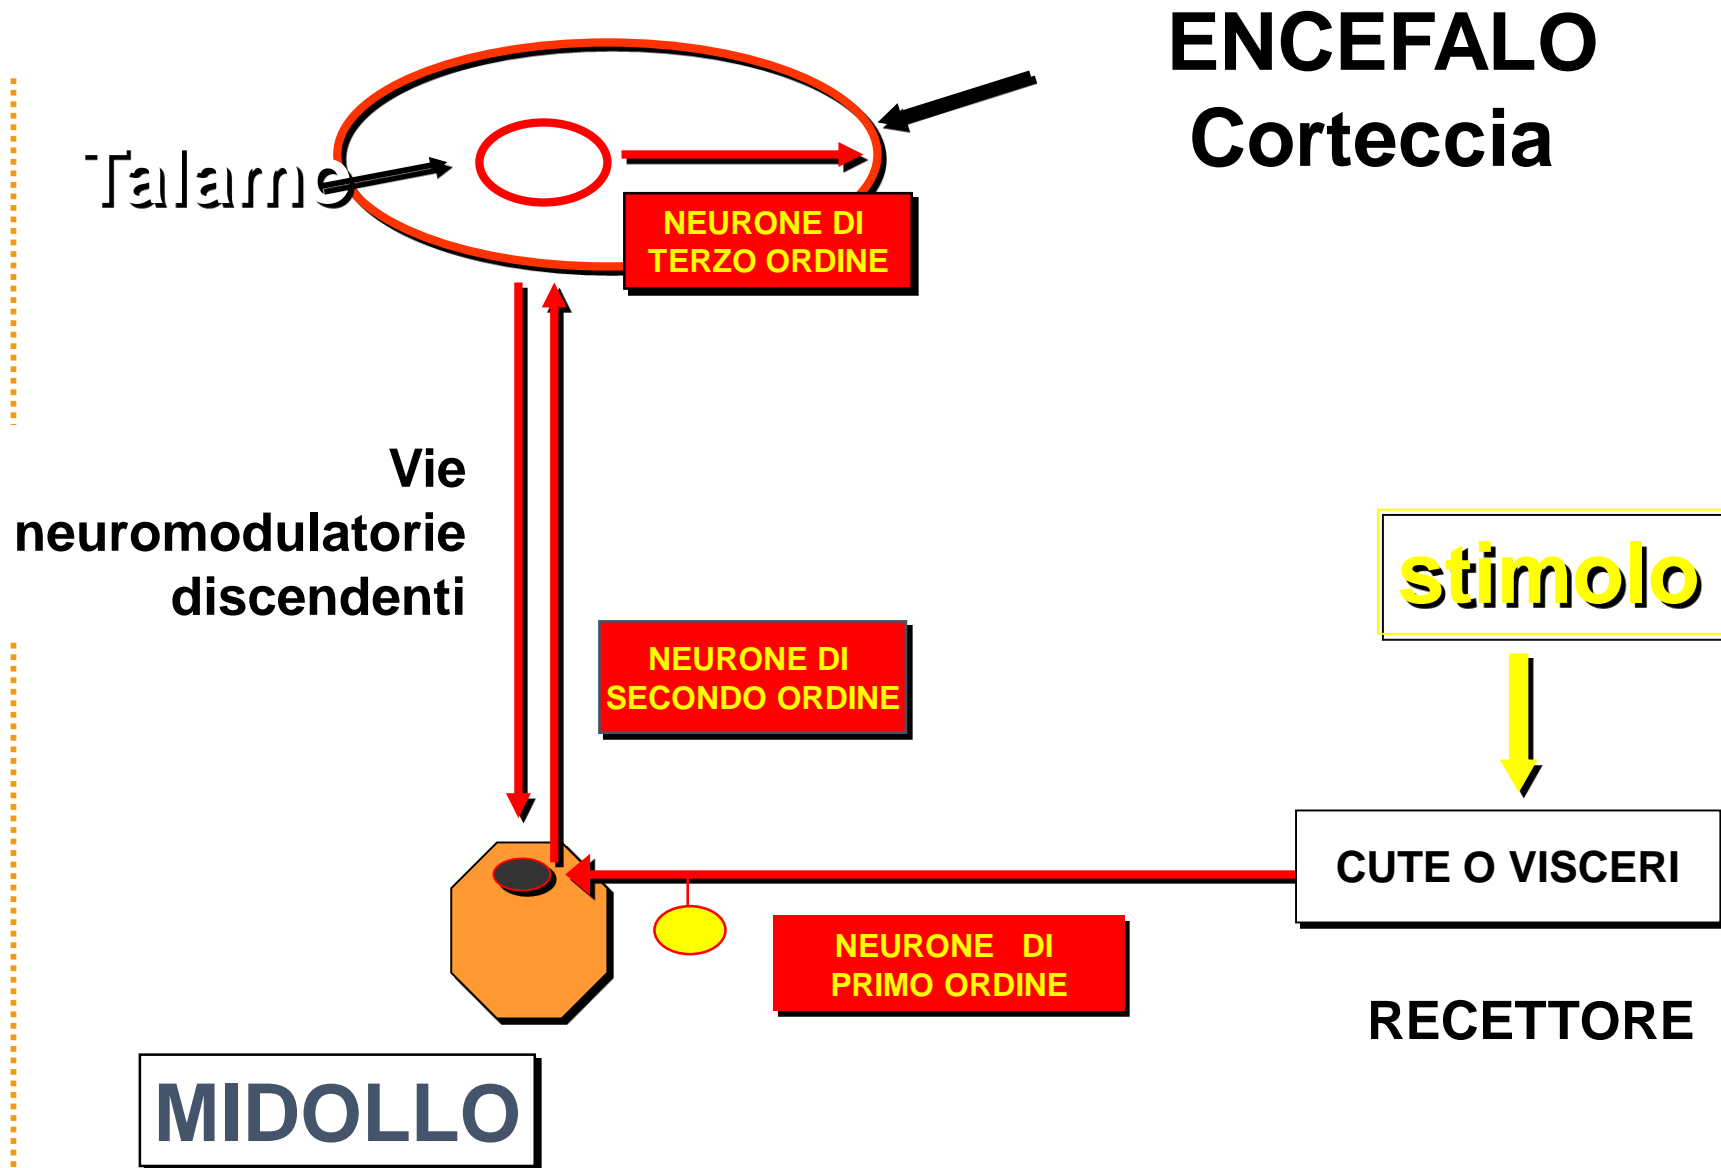 ENCEFALO
Corteccia
Talamo
NEURONE DI
TERZO ORDINE
Vie
neuromodulatorie
discendenti
stimolo
NEURONE DI
SECONDO ORDINE
CUTE O VISCERI
NEURONE DI
PRIMO ORDINE
RECETTORE
MIDOLLO